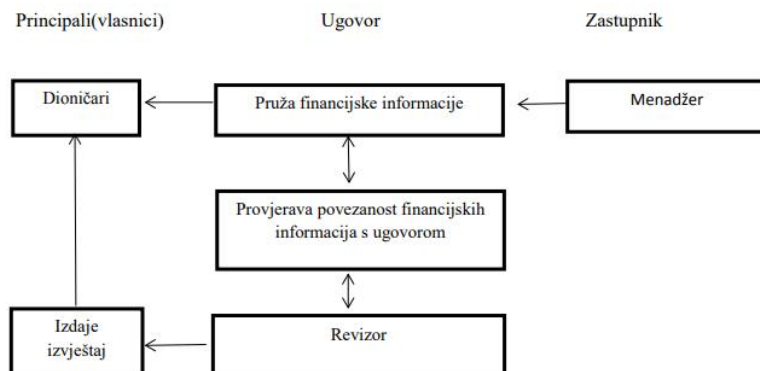 Principali(vlasnici)
Ugovor
Zastupnik
Dioničari
Pruža financijske informacije
Menadžer
Provjerava povezanost financijskih
informacija s ugovorom
Izdaje
izvještaj
Revizor